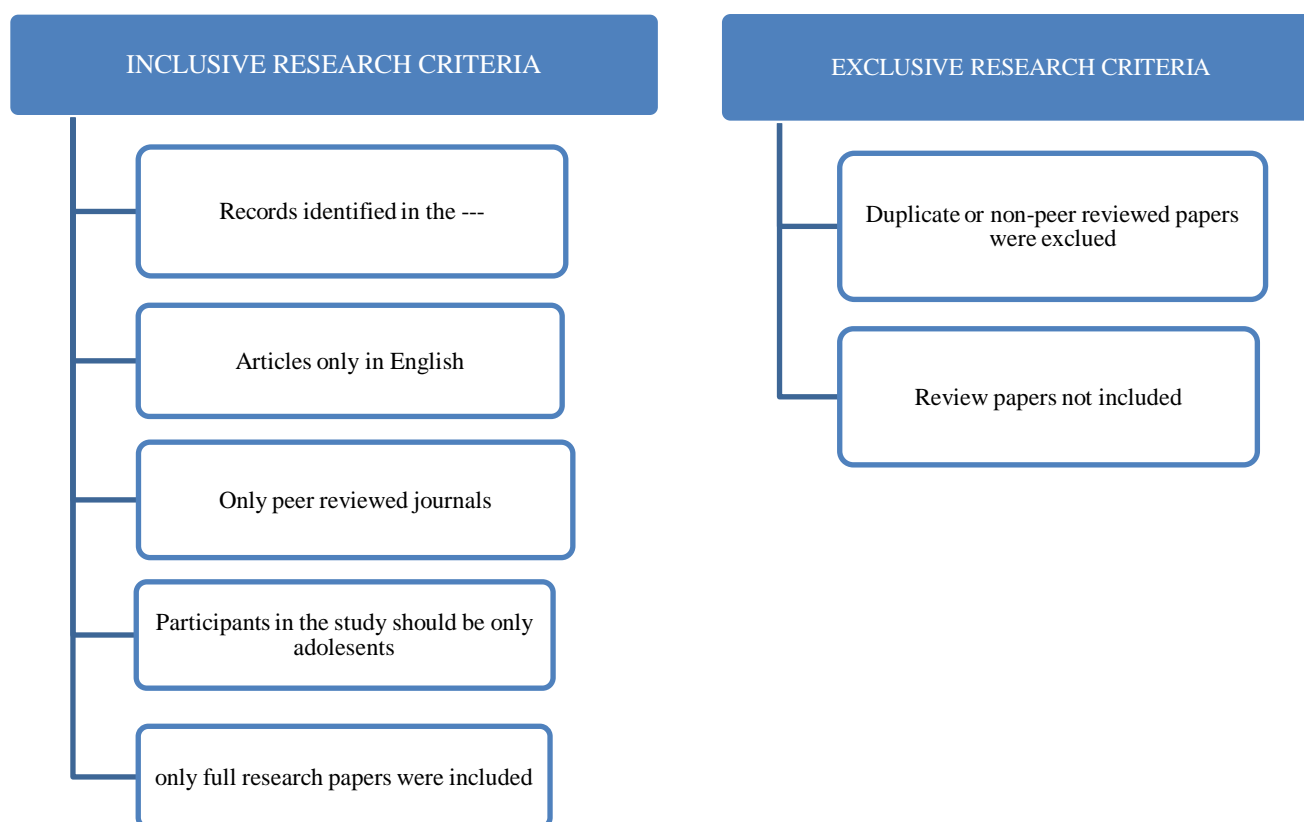 INCLUSIVE RESEARCH CRITERIA
Records identified in the ---
Articles only in English
Only peer reviewed journals
Participants in the study should be only
adolesents
only full research papers were included
EXCLUSIVE RESEARCH CRITERIA
Duplicate or non-peer reviewed papers
were exclued
Review papers not included